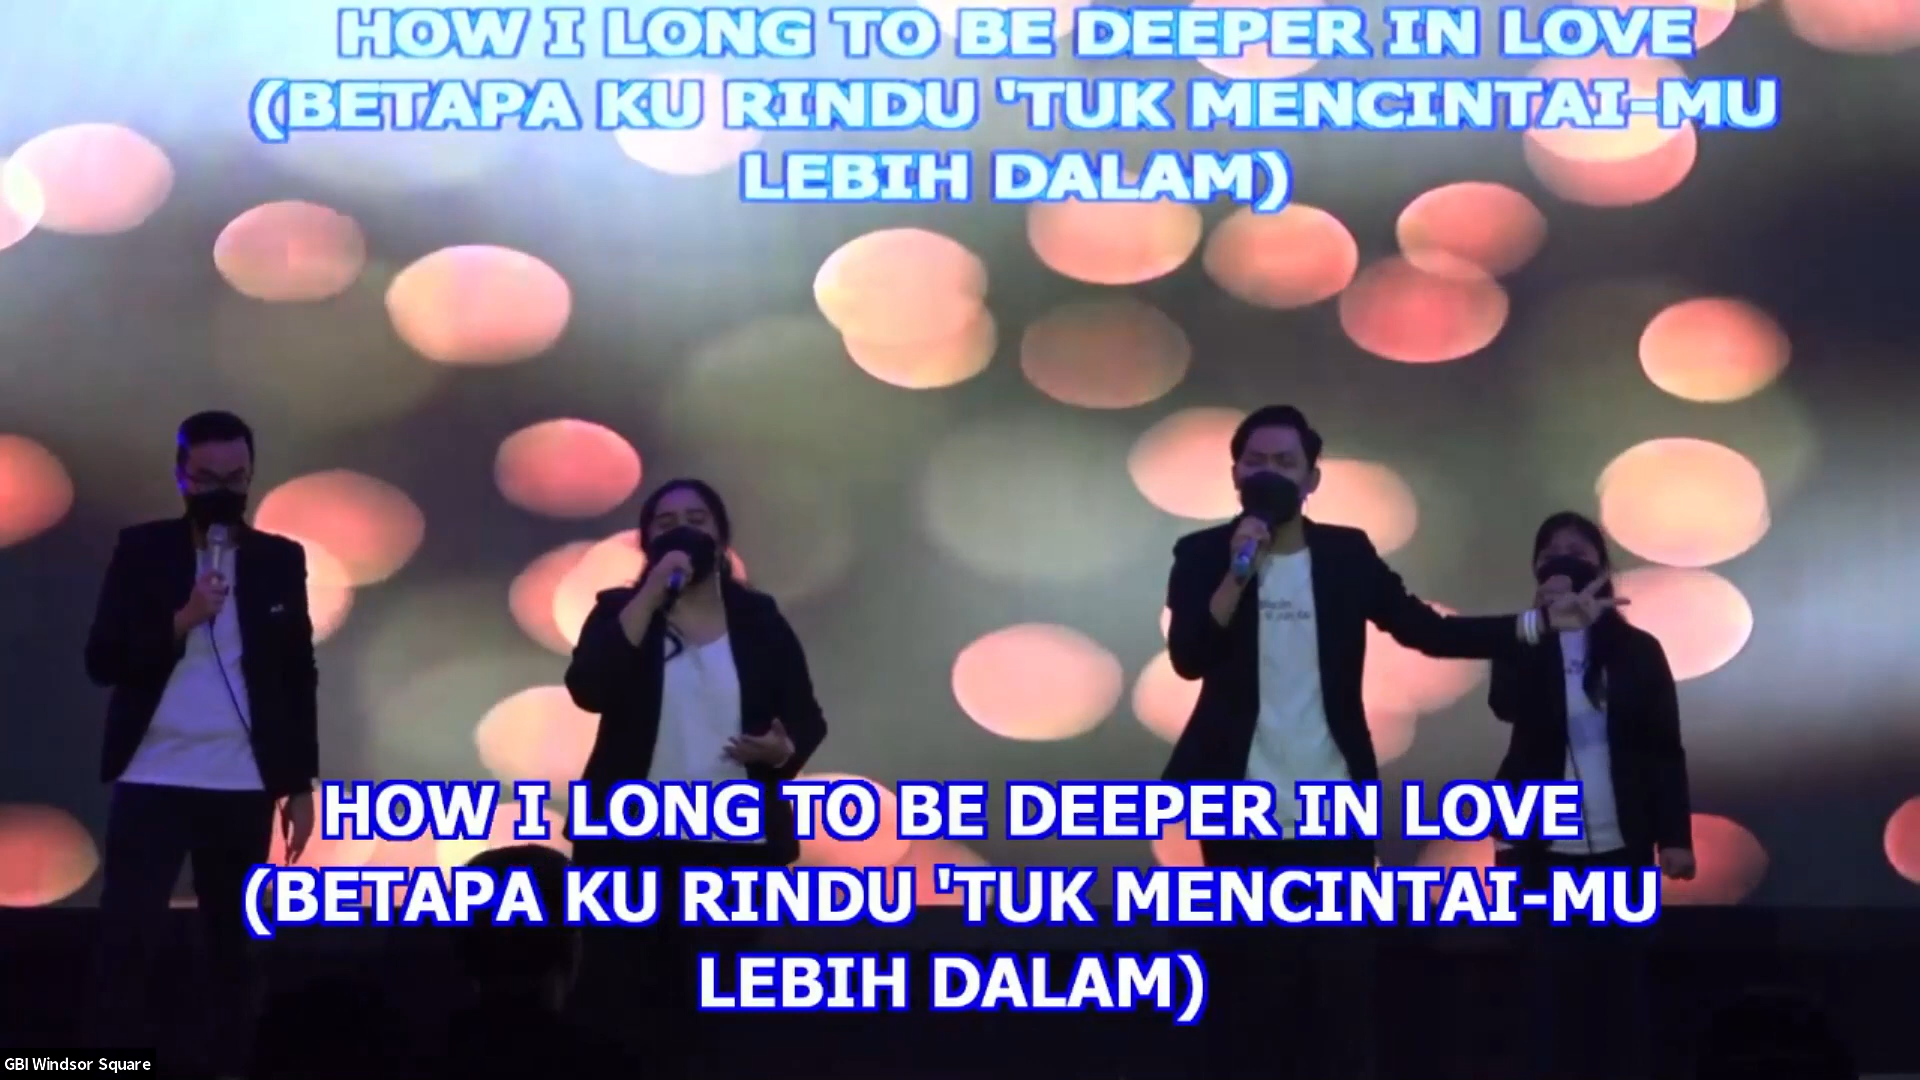 HOW I LONG TO BE DEEPER IN LOVE
(BETAPA KU RINDU 'TUK MENCINTAI-MU
LEBIH DALAM)
HOW I LONG TO BE DEEPER IN LOVE
(BETAPA KU RINDU 'TUK MENCINTAI-MU
LEBIH DALAM)
GBI Windsor Square